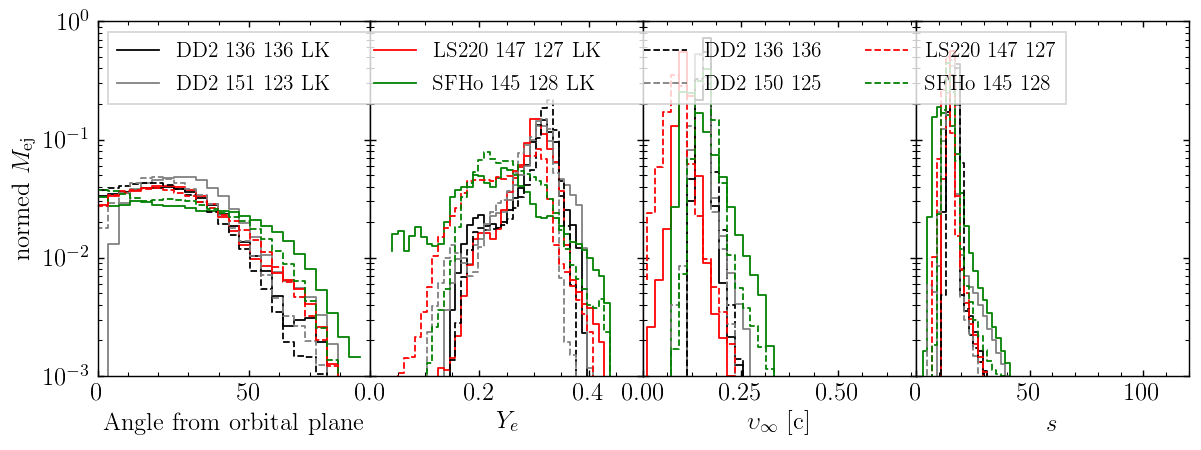 10^0
10^{-1}
10^{-2}
10^{-3}
normed M_{ej}
DD2 136 136 LK
DD2 151 123 LK
LS220 147 127 LK
SFHo 145 128 LK
DD2 136 136
DD2 150 125
LS220 147 127
SFHo 145 128
0 50 0.0 0.2 0.4 0.00 0.25 0.50 0 50 100
Angle from orbital plane Y_e υ_∞ [c] s